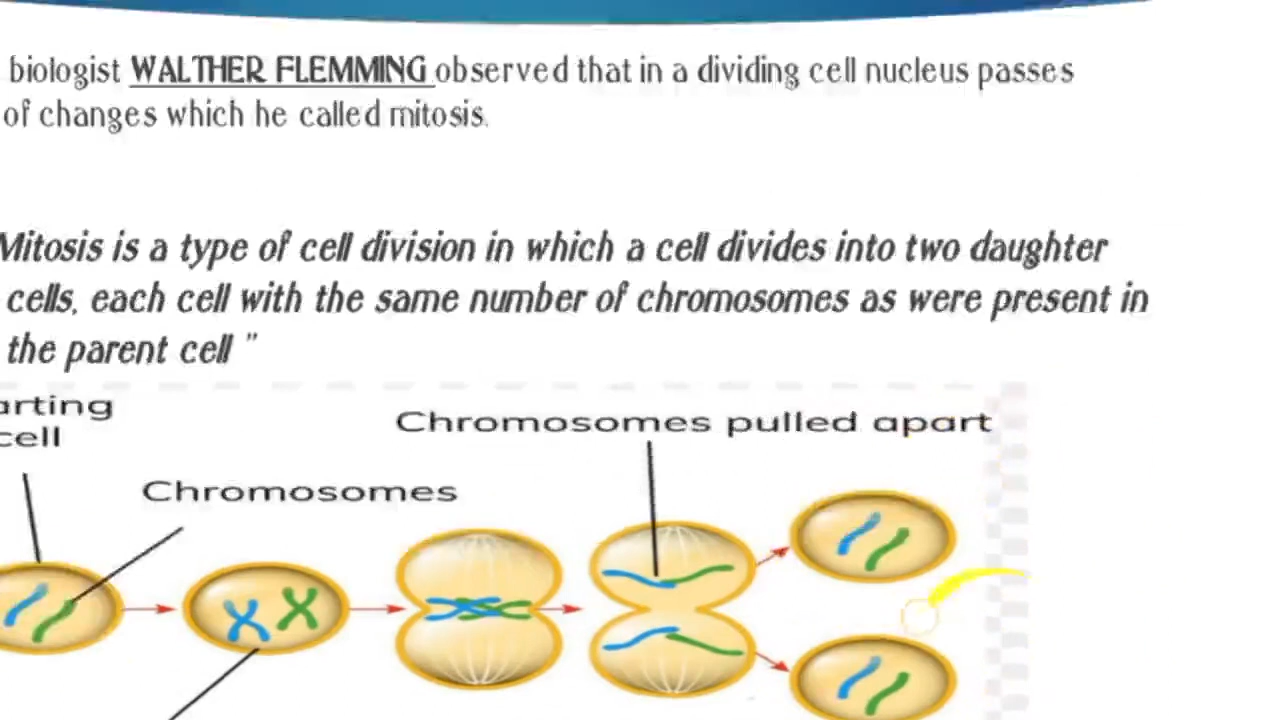 biologist WALTHER FLEMMING observed that in a dividing cell nucleus passes
of changes which he called mitosis.
Mitosis is a type of cell division in which a cell divides into two daughter
cells, each cell with the same number of chromosomes as were present in
the parent cell ”
arting
cell
Chromosomes pulled apart
Chromosomes